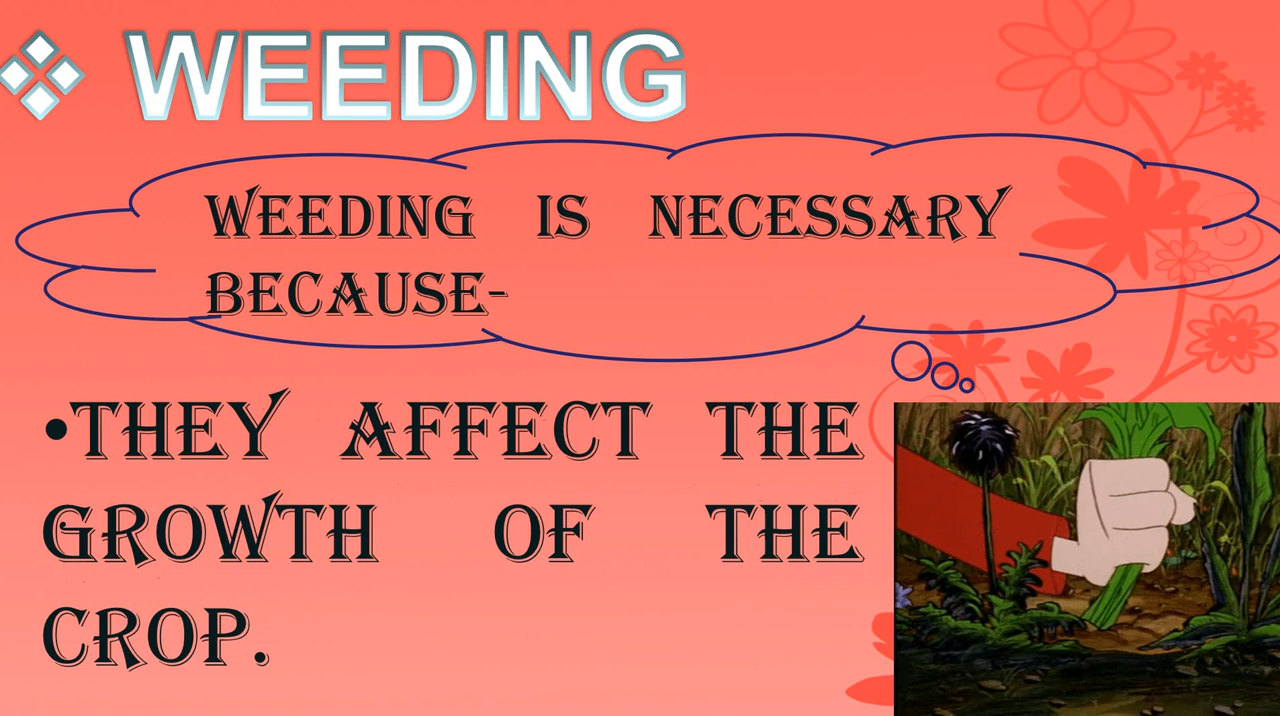 ❖ WEEDING
WEEDING IS NECESSARY
BECAUSE-
•THEY AFFECT THE
GROWTH OF THE
CROP.